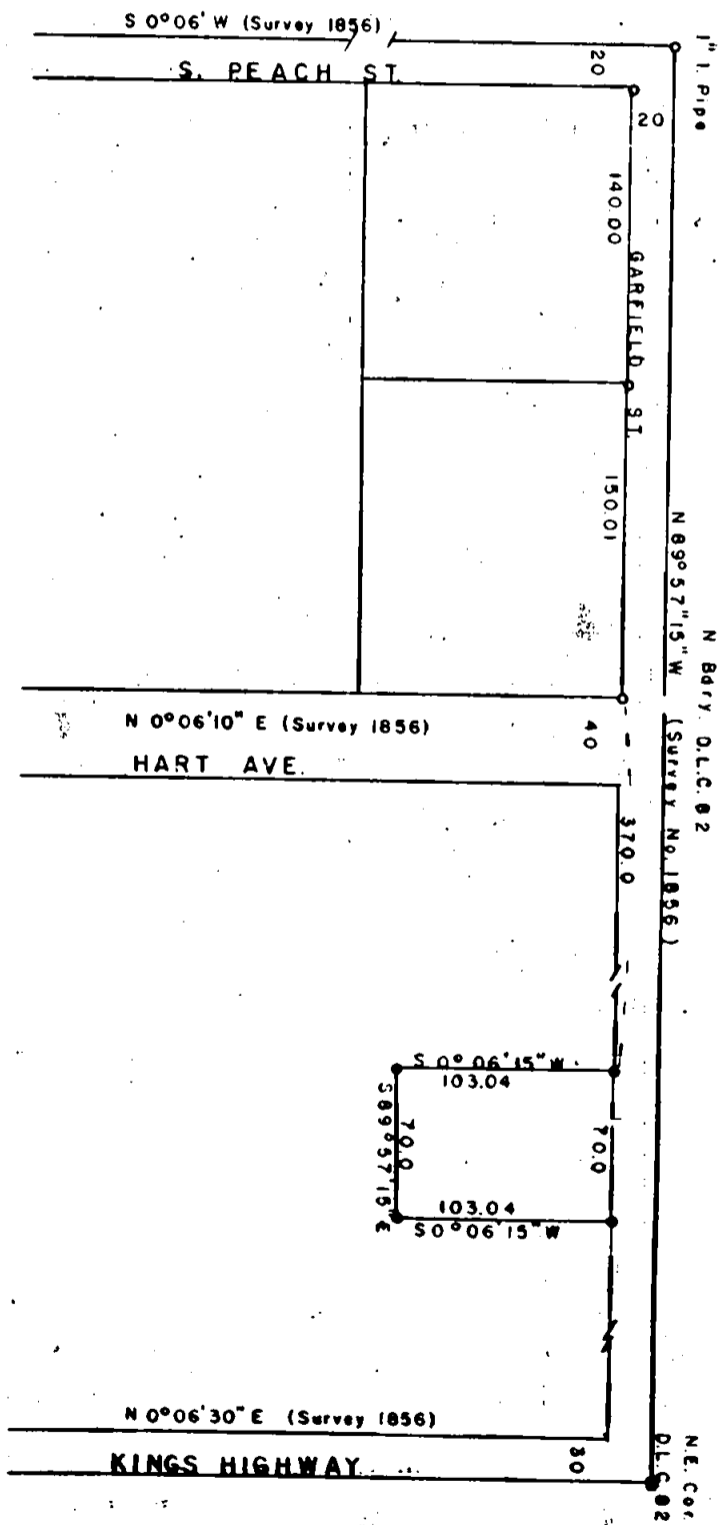 S 0°06' W (Survey 1856)
S. PEACH ST.
1" I. Pipe
20
20
140.00
GARFIELD ST.
150.01
N 89°57'15" W (Survey No. 1856)
N Bdry. D.L.C. 82
N 0°06'10" E (Survey 1856)
40
HART AVE.
370.0
S 0°06'15" W
103.04
70.0
70.0
S 89°57'15" E
103.04
S 0°06'15" W
N 0°06'30" E (Survey 1856)
KINGS HIGHWAY
N.E. Cor.
D.L.C. 82